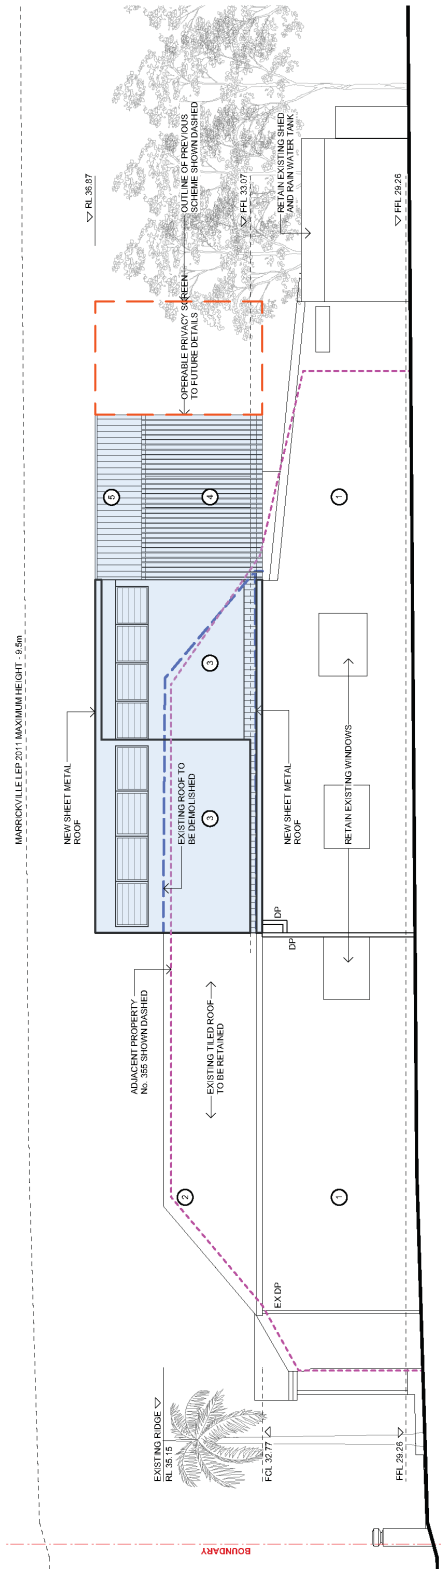 MARRICKVILLE LEP 2011 MAXIMUM HEIGHT - 9.5m
NEW SHEET METAL
ROOF
RL 36.87
OUTLINE OF PREVIOUS
SCHEME SHOWN DASHED
OPERABLE PRIVACY SCREEN
TO FUTURE DETAILS
FFL 33.07
RETAIN EXISTING SHED
AND RAIN WATER TANK
FFL 29.26
ADJACENT PROPERTY
No. 355 SHOWN DASHED
EXISTING ROOF TO
BE DEMOLISHED
EXISTING TILED ROOF
TO BE RETAINED
NEW SHEET METAL
ROOF
RETAIN EXISTING WINDOWS
DP
DP
EX DP
EXISTING RIDGE
RL 35.15
FCL 32.77
FFL 29.26
BOUNDARY
5
4
3
3
2
1
1